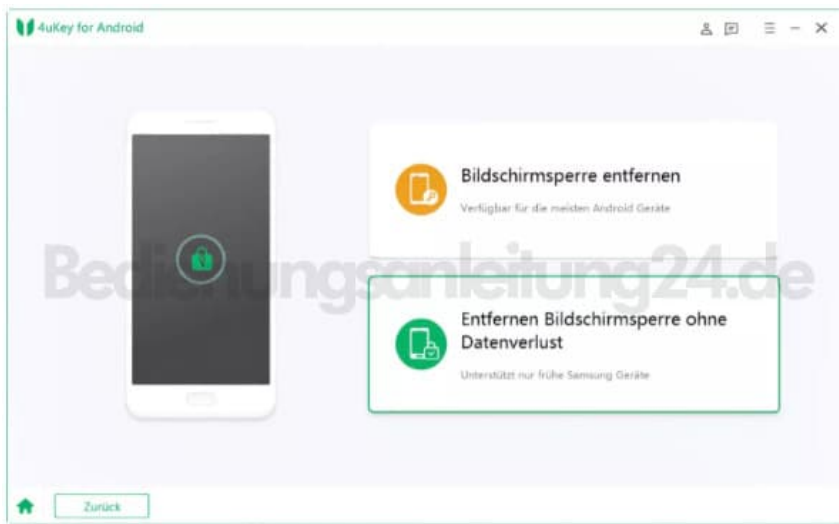 4uKey for Android
Bildschirmsperre entfernen
Verfügbar für die meisten Android Geräte
Bedienungsanleitung24.de
Entfernen Bildschirmsperre ohne
Datenverlust
Unterstützt nur frühe Samsung Geräte
Zurück